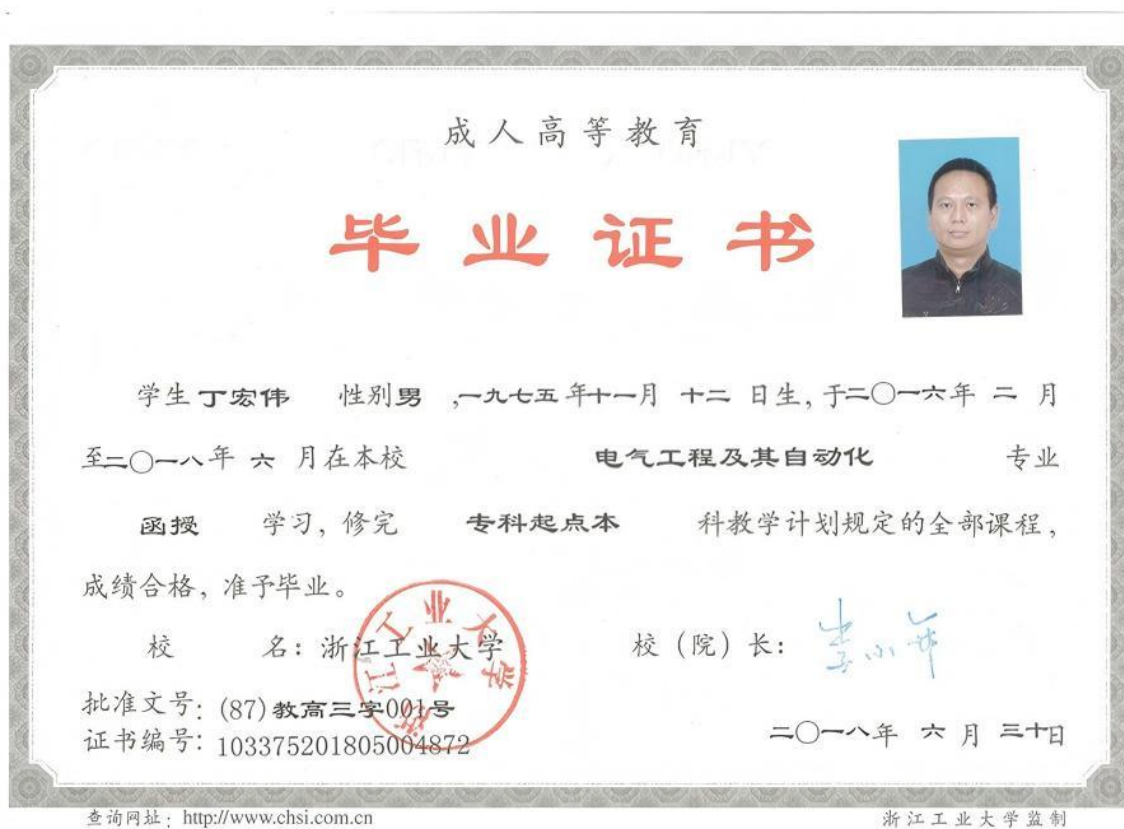 成人高等教育
毕业证书
学生 丁宏伟 性别 男 ,一九七五 年 十一 月 十二 日生, 于 二〇一六 年 二 月
至 二〇一八 年 六 月在本校 电气工程及其自动化 专业
函授 学习, 修完 专科起点本 科教学计划规定的全部课程,
成绩合格, 准予毕业。
校 名: 浙江工业大学 校 (院) 长:
浙江工业大学
批准文号: (87)教高三字001号
证书编号: 103375201805004872
二〇一八年 六 月 三十日
查询网址: http://www.chsi.com.cn 浙江工业大学监制